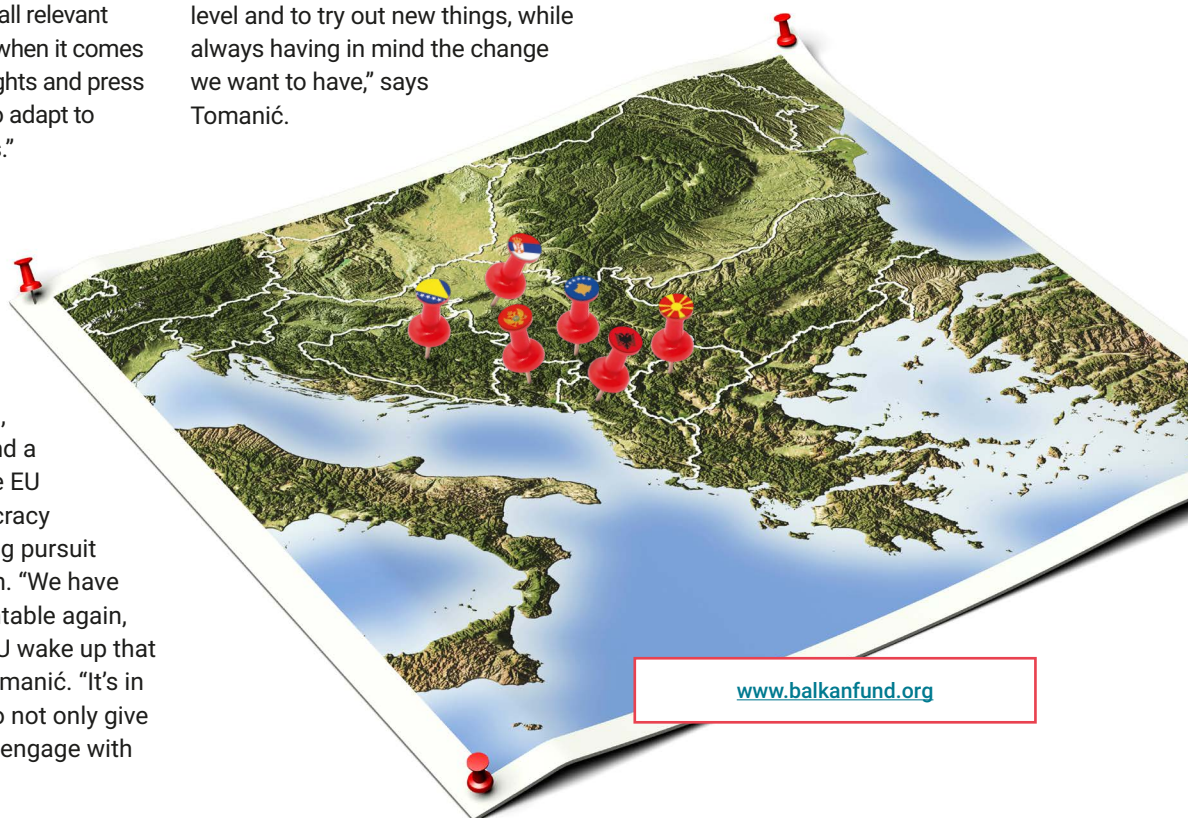 all relevant
when it comes
ghts and press
o adapt to
s.”
,
nd a
e EU
cracy
g pursuit
n. “We have
table again,
U wake up that
manić. “It’s in
o not only give
engage with
level and to try out new things, while
always having in mind the change
we want to have,” says
Tomanić.
www.balkanfund.org